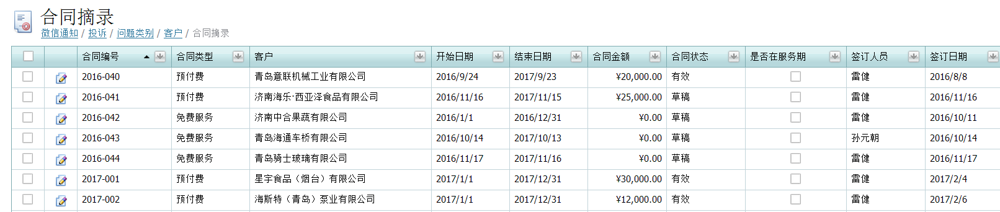 合同摘录
微信通知 / 投诉 / 问题类别 / 客户 / 合同摘录
合同编号 合同类型 客户 开始日期 结束日期 合同金额 合同状态 是否在服务期 签订人员 签订日期
2016-040 预付费 青岛意联机械工业有限公司 2016/9/24 2017/9/23 ¥20,000.00 有效 雷健 2016/8/8
2016-041 预付费 济南海乐·西亚泽食品有限公司 2016/11/16 2017/11/15 ¥25,000.00 草稿 雷健 2016/11/16
2016-042 免费服务 济南中合果蔬有限公司 2016/1/1 2016/12/31 ¥0.00 草稿 雷健 2016/10/11
2016-043 免费服务 青岛海通车桥有限公司 2016/10/14 2017/10/13 ¥0.00 草稿 孙元朝 2016/10/14
2016-044 免费服务 青岛骑士玻璃有限公司 2016/11/17 2017/11/16 ¥0.00 草稿 雷健 2016/11/17
2017-001 预付费 星宇食品（烟台）有限公司 2017/1/1 2017/12/31 ¥30,000.00 有效 雷健 2017/2/4
2017-002 预付费 海斯特（青岛）泵业有限公司 2017/1/1 2017/12/31 ¥12,000.00 有效 雷健 2017/2/6